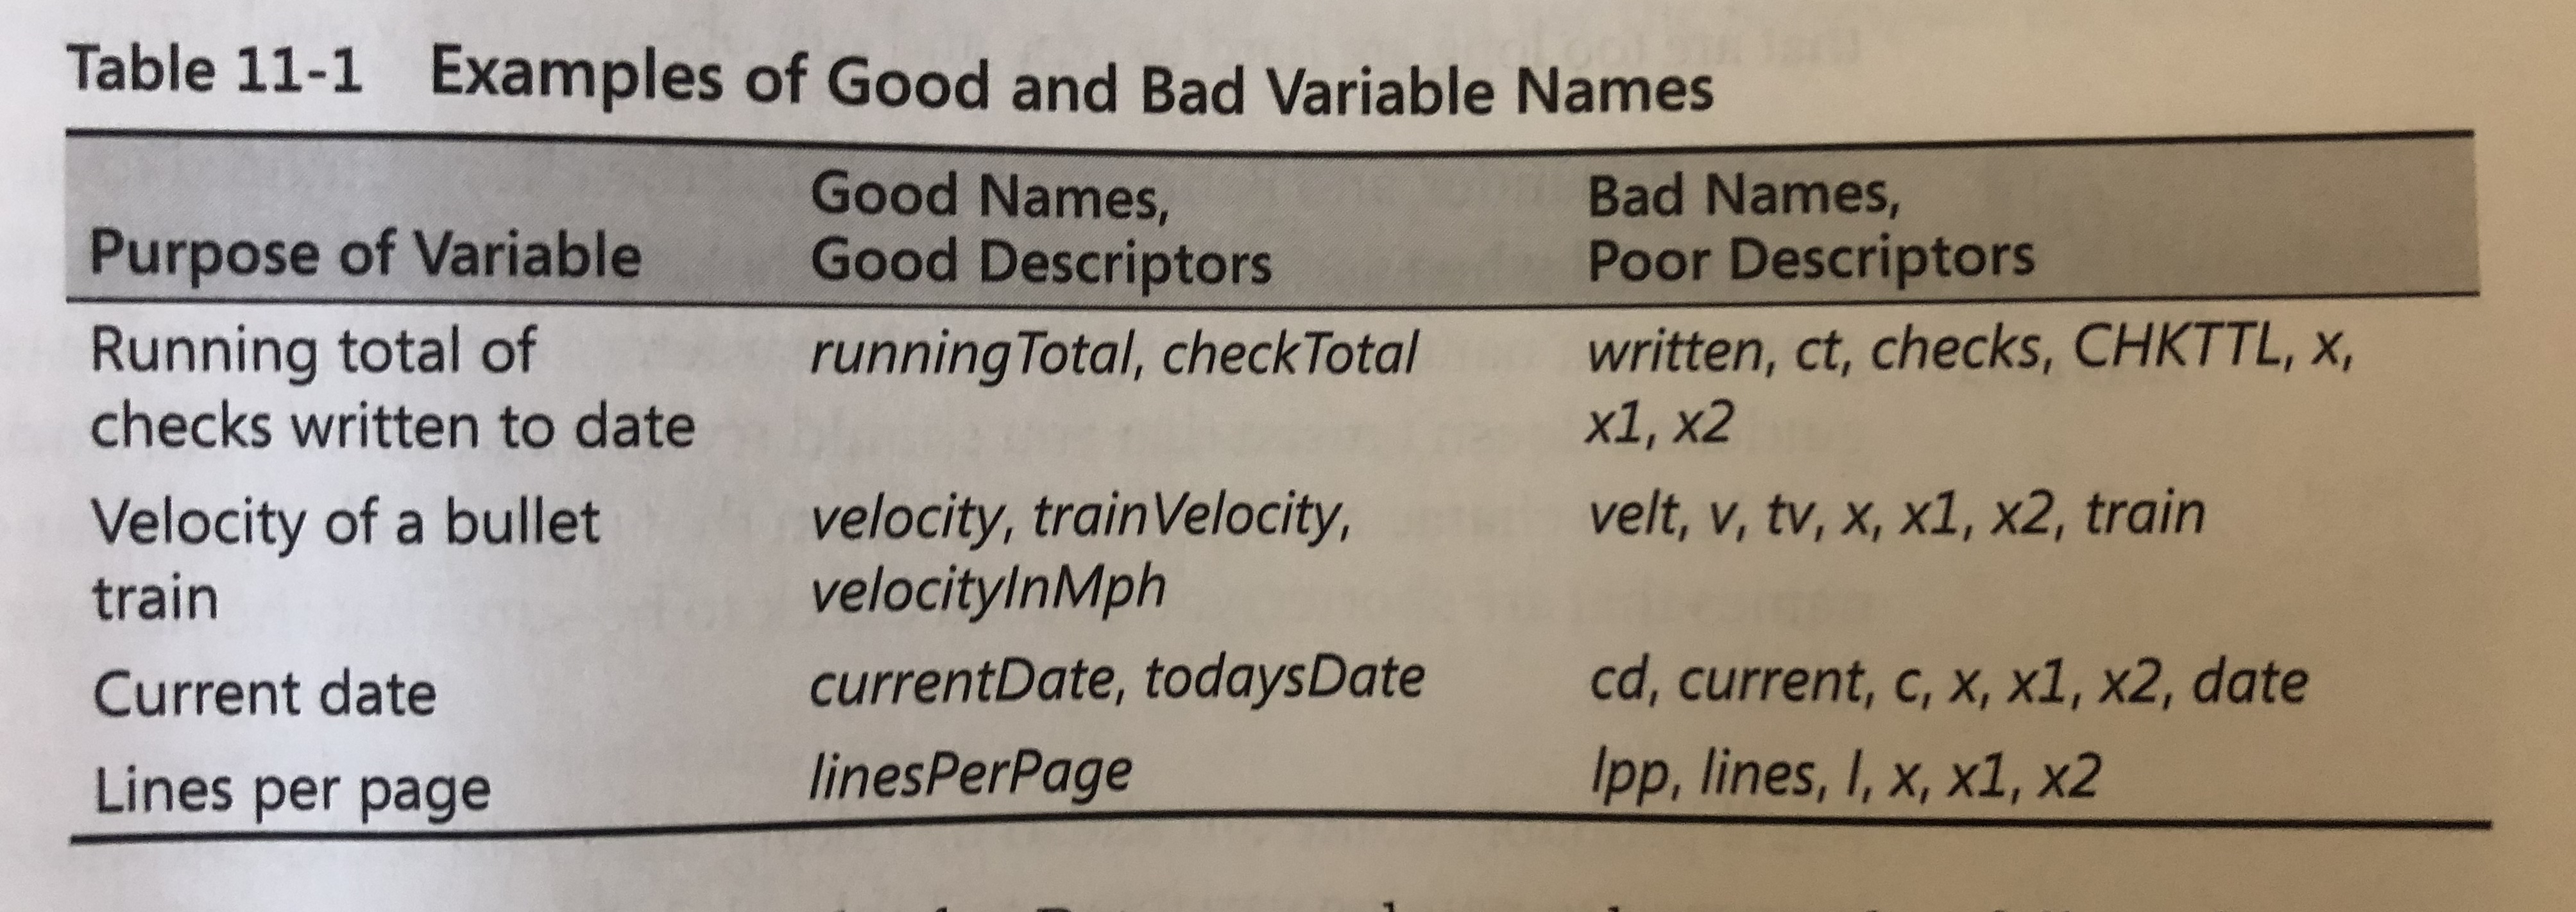 Table 11-1 Examples of Good and Bad Variable Names
Purpose of Variable
Good Names,
Good Descriptors
Bad Names,
Poor Descriptors
Running total of
checks written to date
runningTotal, checkTotal
written, ct, checks, CHKTTL, x,
x1, x2
Velocity of a bullet
train
velocity, trainVelocity,
velocityInMph
velt, v, tv, x, x1, x2, train
Current date
currentDate, todaysDate
cd, current, c, x, x1, x2, date
Lines per page
linesPerPage
lpp, lines, l, x, x1, x2